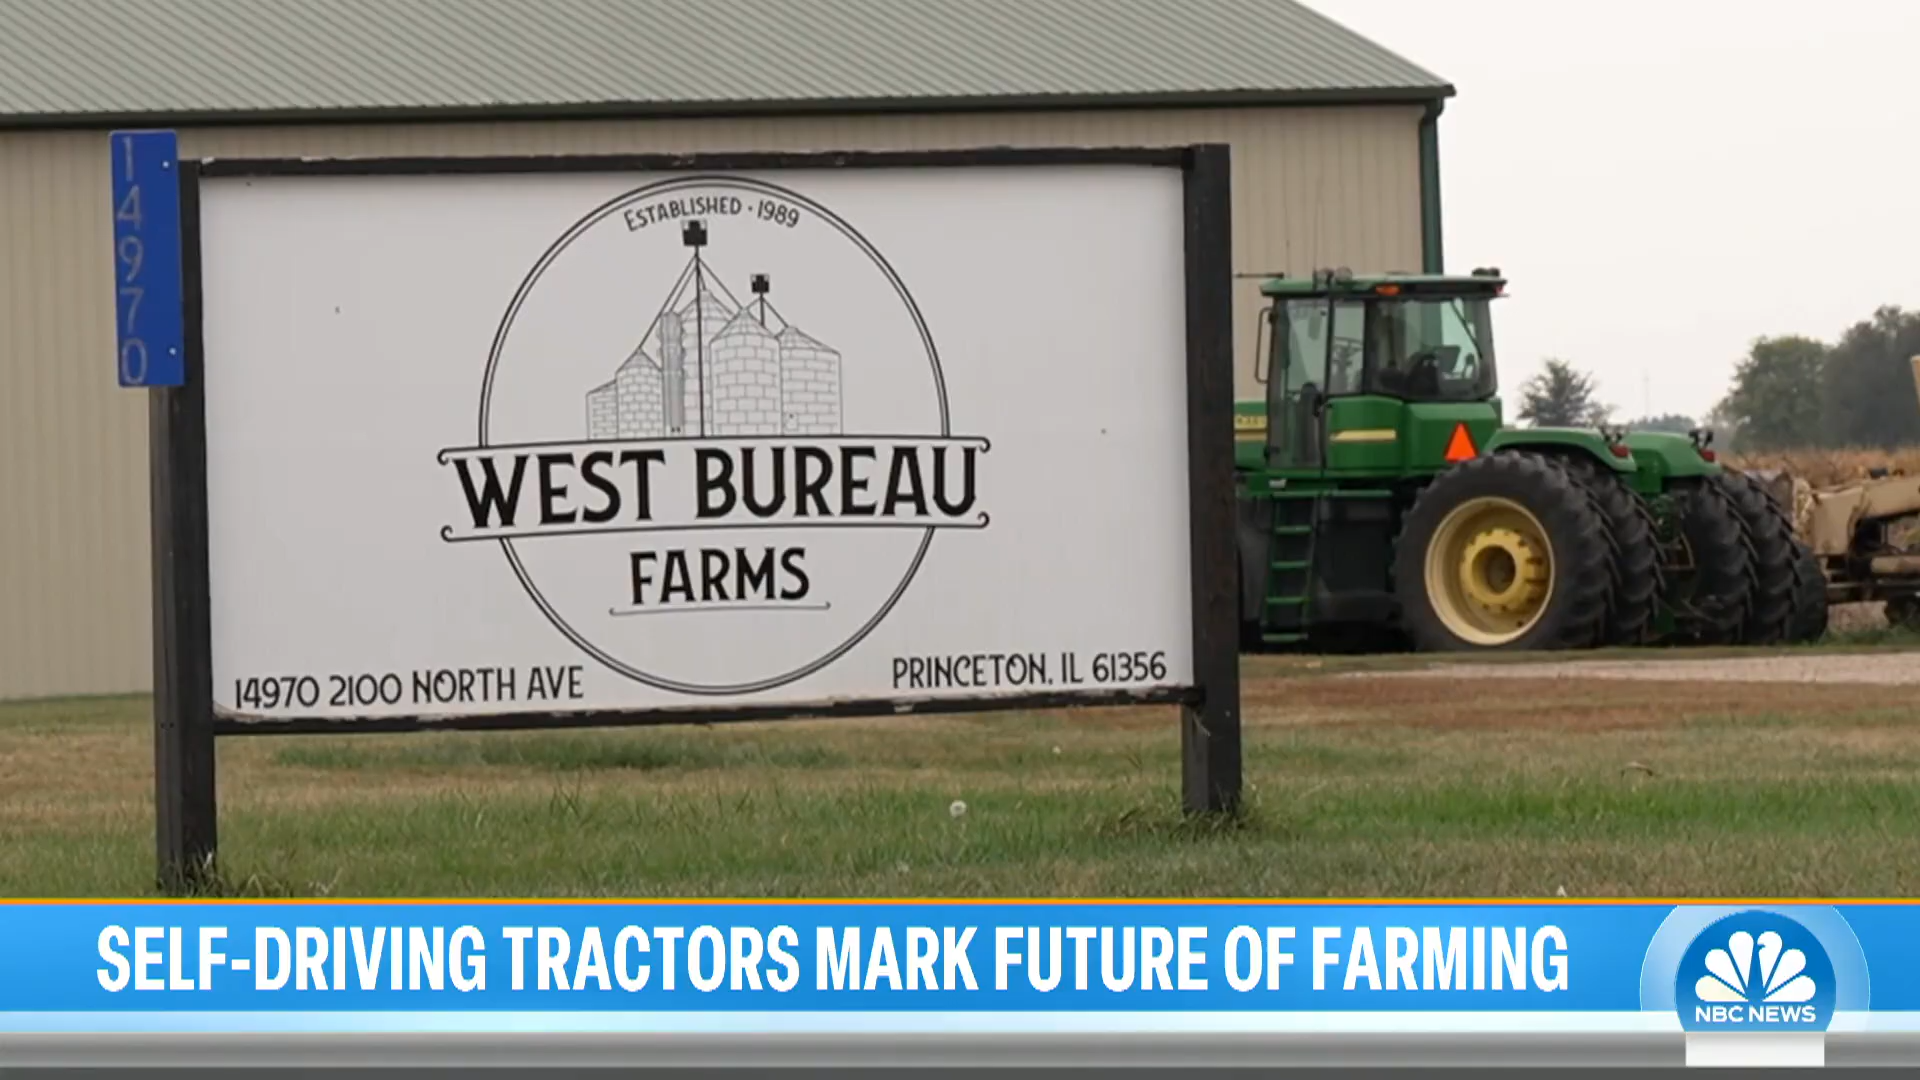 14970
ESTABLISHED · 1989
WEST BUREAU
FARMS
14970 2100 NORTH AVE
PRINCETON, IL 61356
SELF-DRIVING TRACTORS MARK FUTURE OF FARMING
NBC NEWS